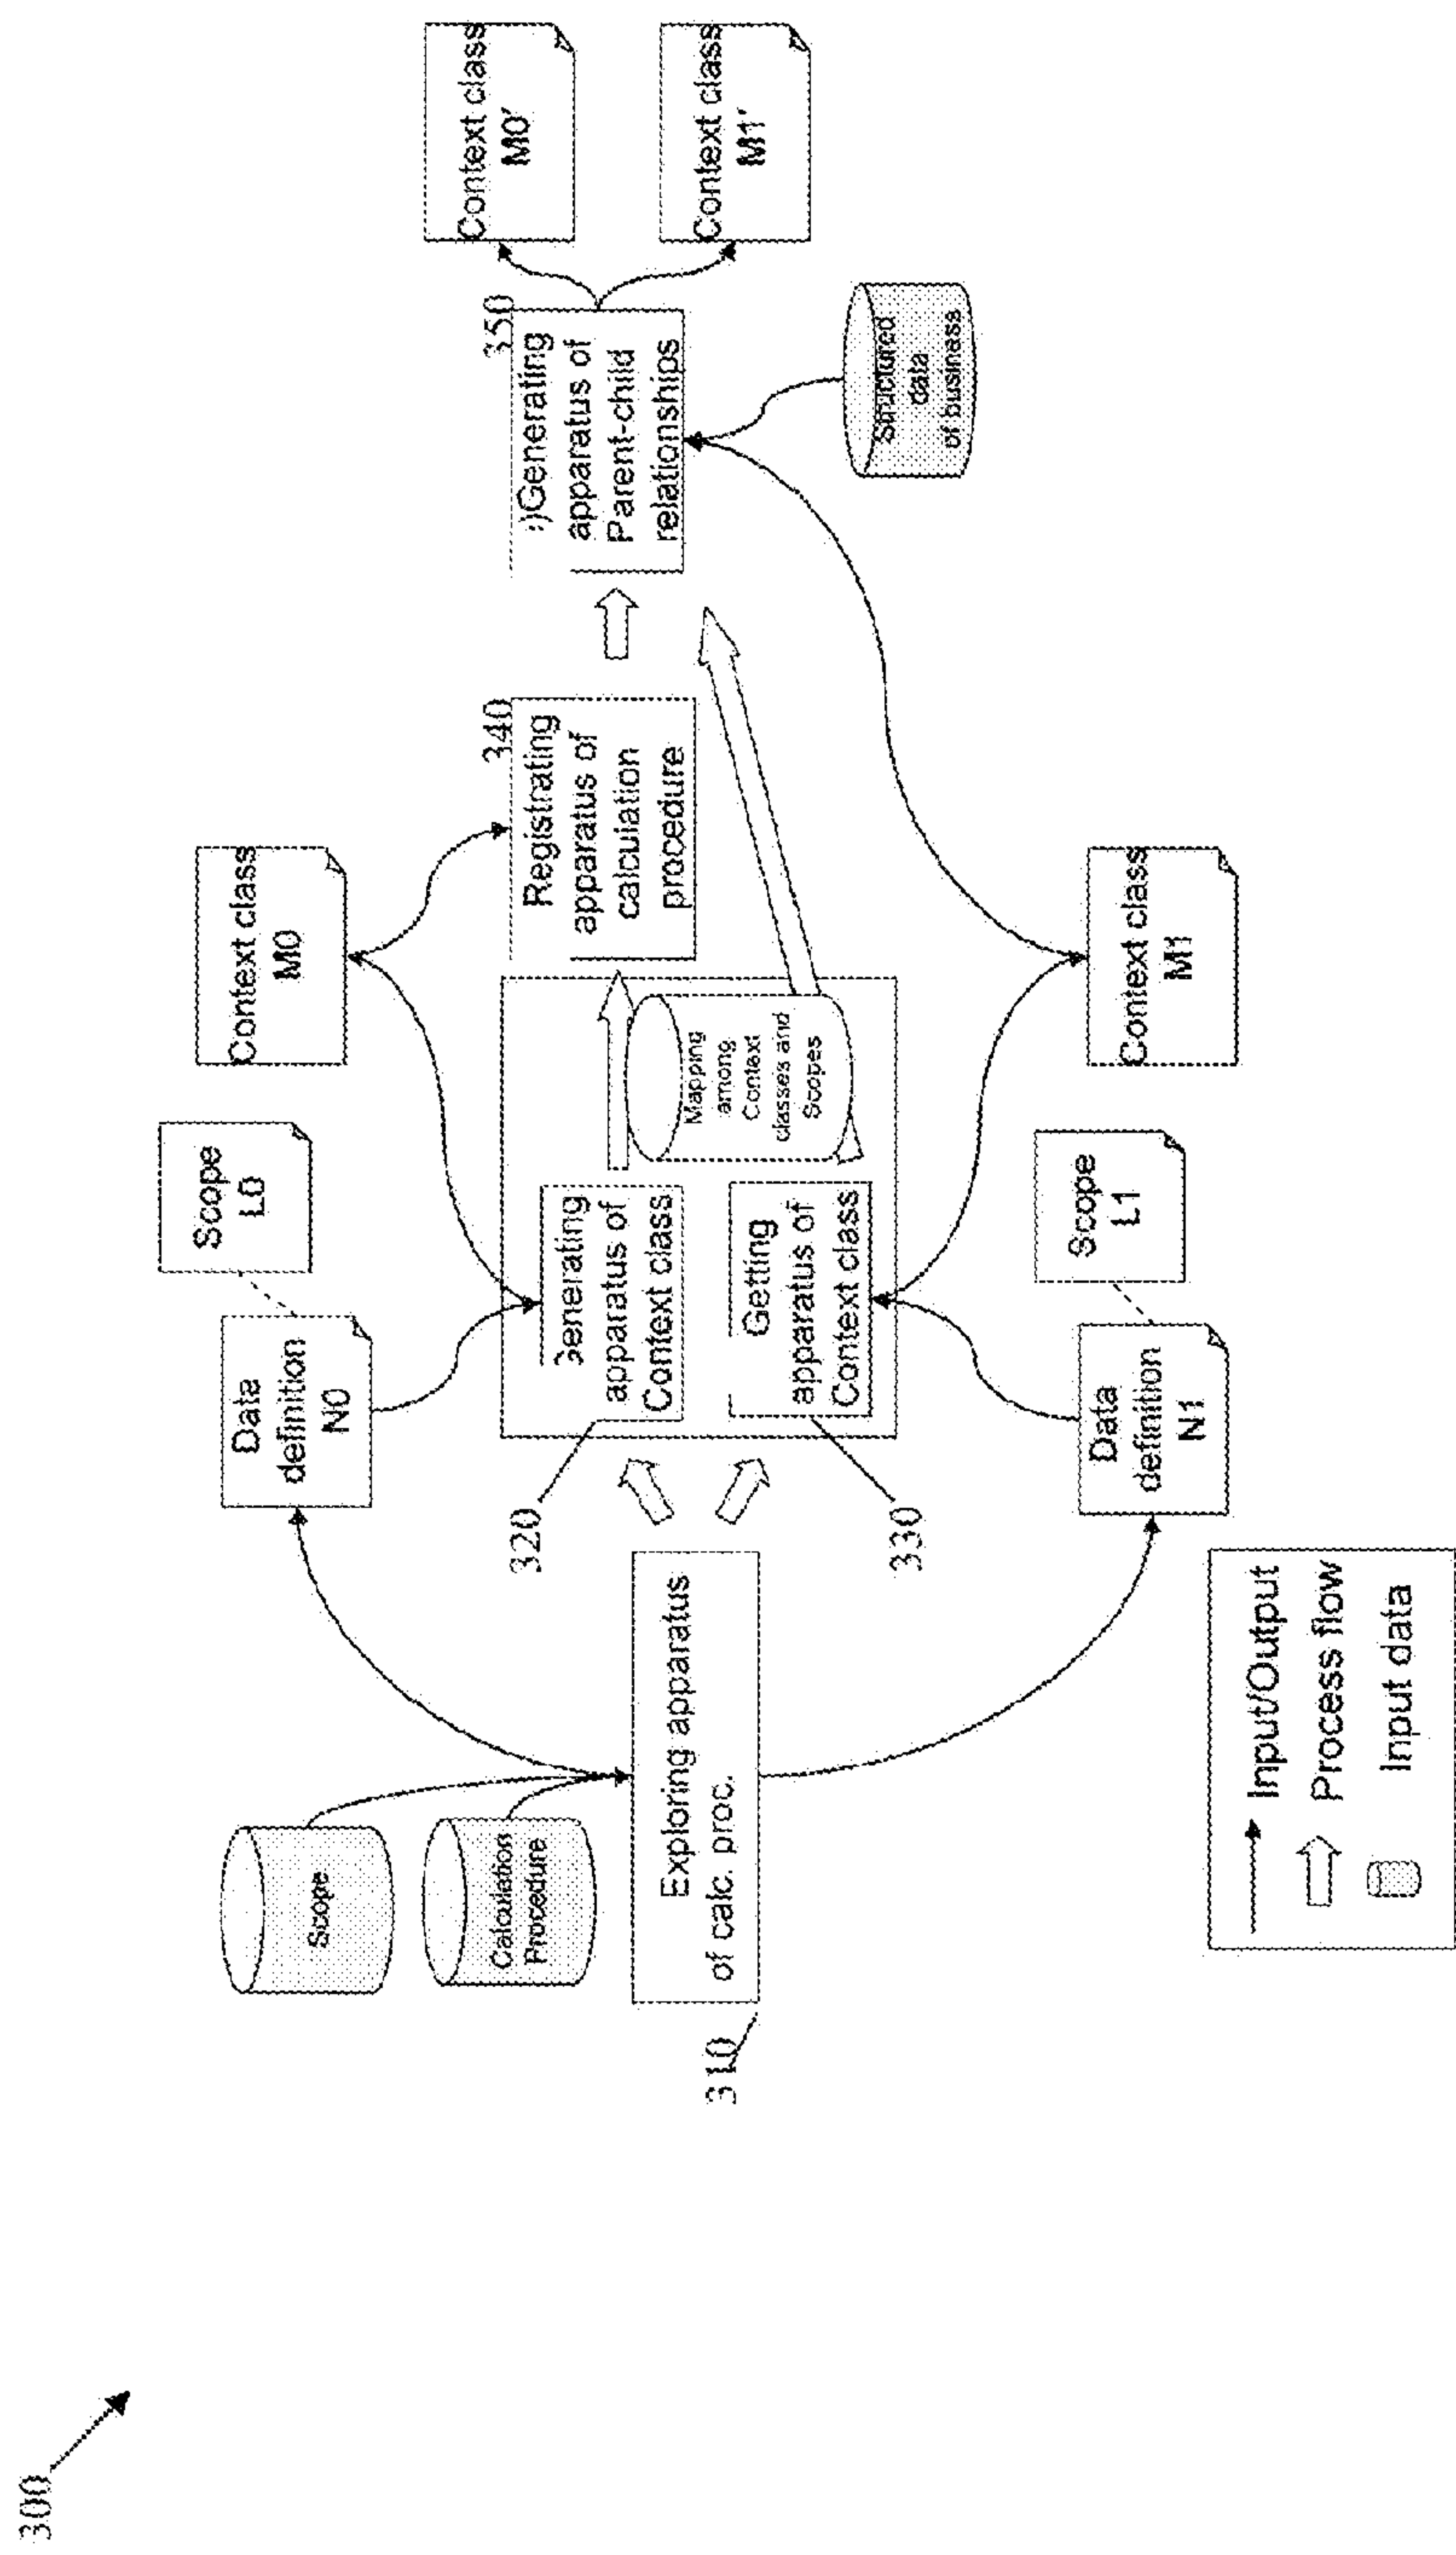 300
Scope
Calculation
Procedure
310
Exploring apparatus
of calc. proc.
Data
definition
N0
Scope
L0
Context class
M0
320
Generating
apparatus of
Context class
330
Getting
apparatus of
Context class
Mapping
among
Context
classes and
Scopes
Data
definition
N1
Scope
L1
Context class
M1
340
Registrating
apparatus of
calculation
procedure
350
Generating
apparatus of
Parent-child
relationships
Structured
data
of business
Context class
M0'
Context class
M1'
Input/Output
Process flow
Input data